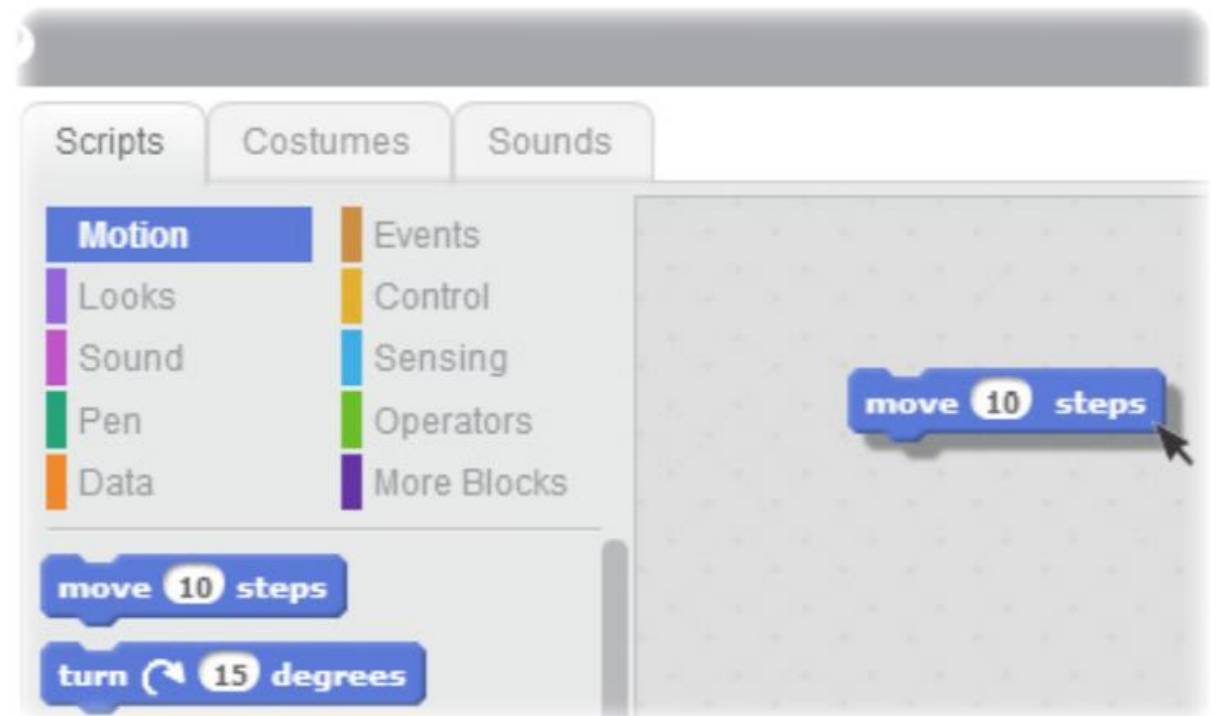 Scripts Costumes Sounds
Motion Events
Looks Control
Sound Sensing
Pen Operators
Data More Blocks
move 10 steps
move 10 steps
turn 15 degrees